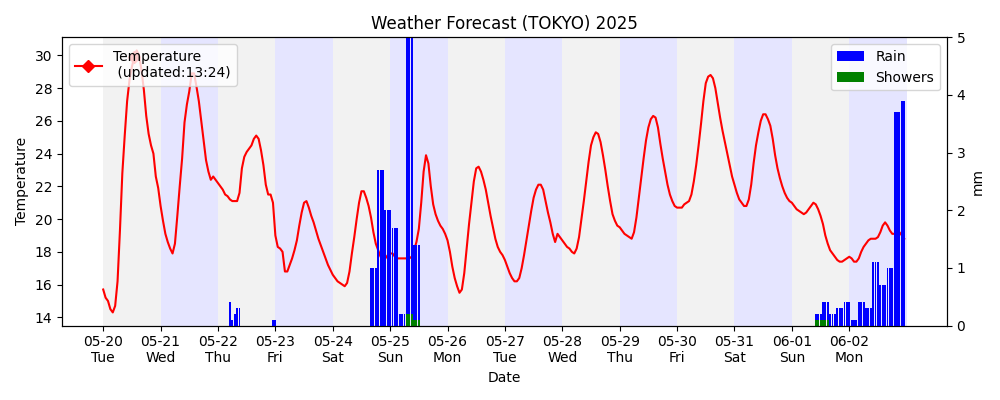 Weather Forecast (TOKYO) 2025
Temperature
(updated:13:24)
Rain
Showers
30
28
26
24
22
20
18
16
14
Temperature
5
4
3
2
1
0
mm
05-20 05-21 05-22 05-23 05-24 05-25 05-26 05-27 05-28 05-29 05-30 05-31 06-01 06-02
Tue Wed Thu Fri Sat Sun Mon Tue Wed Thu Fri Sat Sun Mon
Date